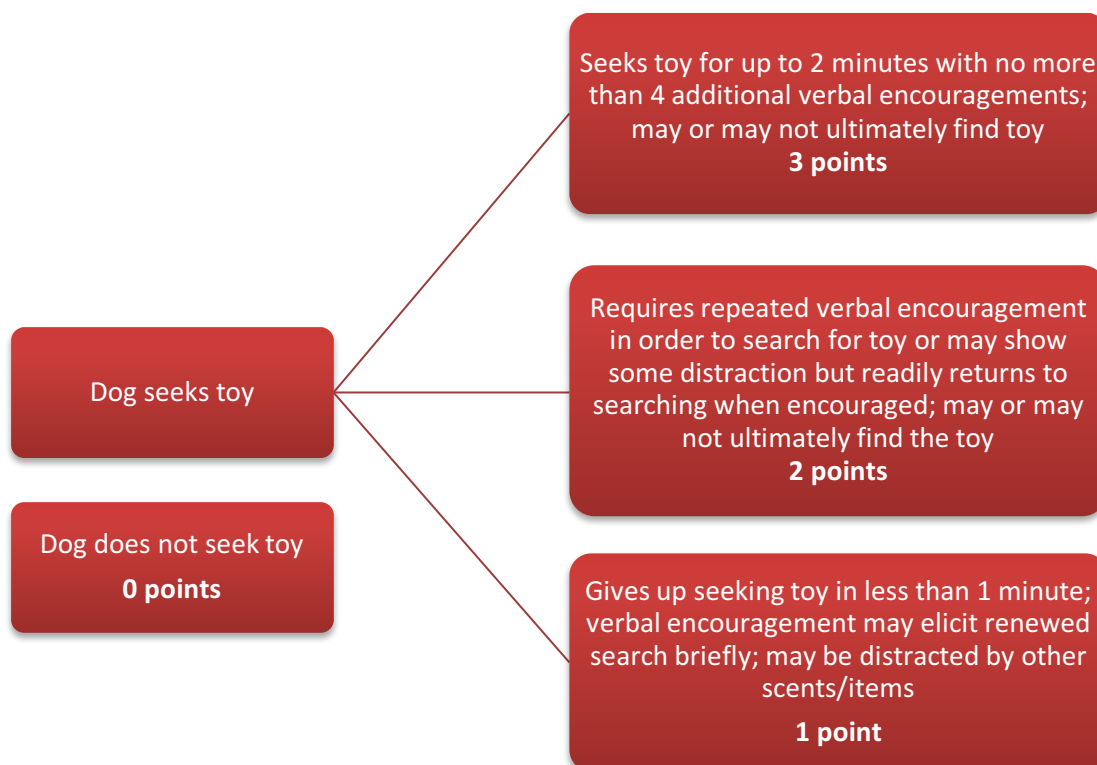 Seeks toy for up to 2 minutes with no more
than 4 additional verbal encouragements;
may or may not ultimately find toy
3 points
Dog seeks toy
Requires repeated verbal encouragement
in order to search for toy or may show
some distraction but readily returns to
searching when encouraged; may or may
not ultimately find the toy
2 points
Dog does not seek toy
0 points
Gives up seeking toy in less than 1 minute;
verbal encouragement may elicit renewed
search briefly; may be distracted by other
scents/items
1 point